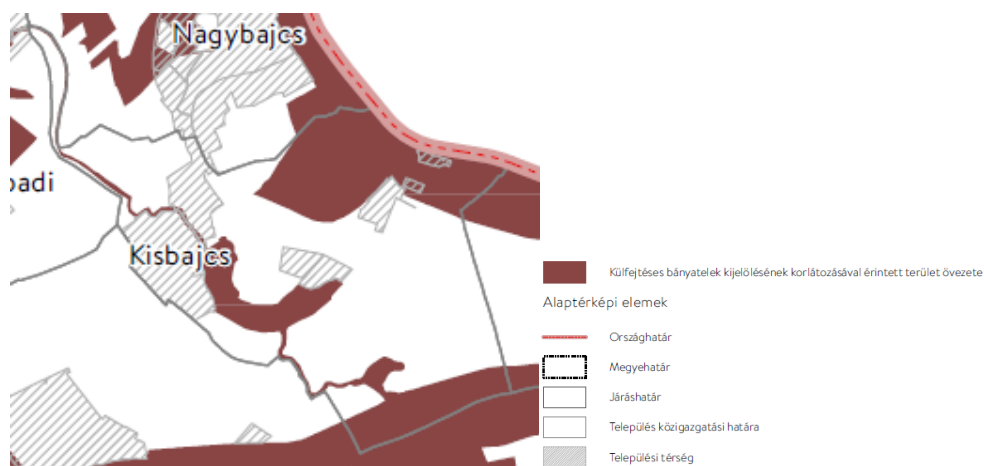 Nagybajcs
badi
Kisbajcs
Külfejtéses bányatelek kijelölésének korlátozásával érintett terület övezete
Alaptérképi elemek
Országhatár
Megyehatár
Járáshatár
Település közigazgatási határa
Települési térség